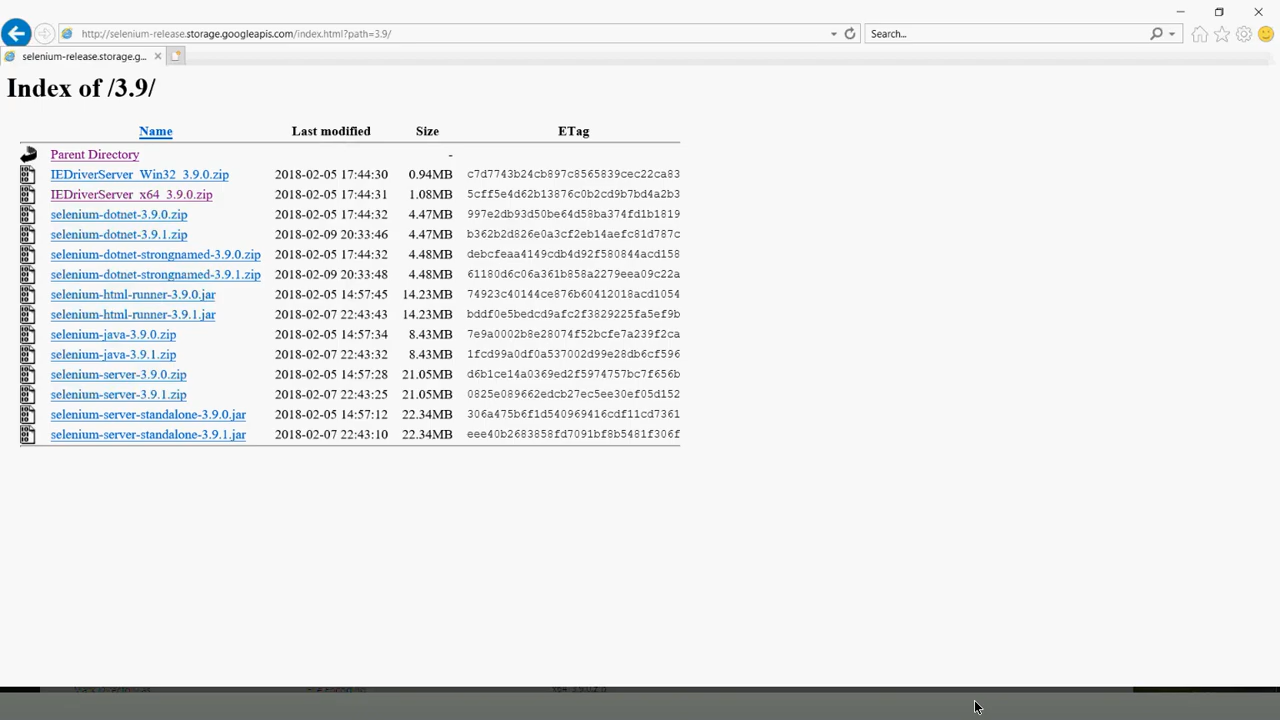 http://selenium-release.storage.googleapis.com/index.html?path=3.9/
Search...
selenium-release.storage.g...
Index of /3.9/
Name Last modified Size ETag
Parent Directory -
IEDriverServer_Win32_3.9.0.zip 2018-02-05 17:44:30 0.94MB c7d7743b24cb897c8565839cec22ca83
IEDriverServer_x64_3.9.0.zip 2018-02-05 17:44:31 1.08MB 5cff5e4d62b13876c0b2cd9b7bd4a2b3
selenium-dotnet-3.9.0.zip 2018-02-05 17:44:32 4.47MB 997e2db93d50be64d58ba374fd1b1819
selenium-dotnet-3.9.1.zip 2018-02-09 20:33:46 4.47MB b362b2d826e0a3cf2eb14aefc81d787c
selenium-dotnet-strongnamed-3.9.0.zip 2018-02-05 17:44:32 4.48MB debcfeaa4149cdb4d92f580844acd158
selenium-dotnet-strongnamed-3.9.1.zip 2018-02-09 20:33:48 4.48MB 61180d6c06a361b858a2279eea09c22a
selenium-html-runner-3.9.0.jar 2018-02-05 14:57:45 14.23MB 74923c40144ce876b60412018acd1054
selenium-html-runner-3.9.1.jar 2018-02-07 22:43:43 14.23MB bddf0e5bedcd9afc2f3829225fa5ef9b
selenium-java-3.9.0.zip 2018-02-05 14:57:34 8.43MB 7e9a0002b8e28074f52bcfe7a239f2ca
selenium-java-3.9.1.zip 2018-02-07 22:43:32 8.43MB 1fcd99a0df0a537002d99e28db6cf596
selenium-server-3.9.0.zip 2018-02-05 14:57:28 21.05MB d6b1ce14a0369ed2f5974757bc7f656b
selenium-server-3.9.1.zip 2018-02-07 22:43:25 21.05MB 0825e089662edcb27ec5ee30ef05d152
selenium-server-standalone-3.9.0.jar 2018-02-05 14:57:12 22.34MB 306a475b6f1d540969416cdf11cd7361
selenium-server-standalone-3.9.1.jar 2018-02-07 22:43:10 22.34MB eee40b2683858fd7091bf8b5481f306f